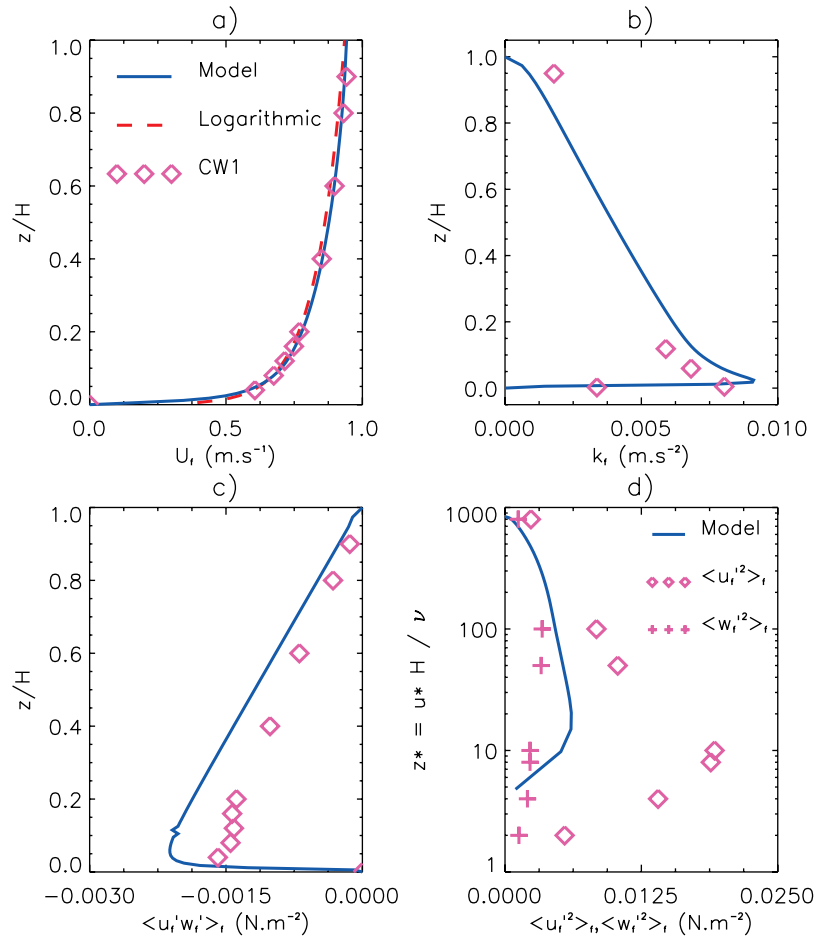 a)
1.0
0.8
0.6
0.4
0.2
0.0
z/H
Model
Logarithmic
CW1
0.0 0.5 1.0
U_f (m.s⁻¹)
b)
1.0
0.8
0.6
0.4
0.2
0.0
z/H
0.000 0.005 0.010
k_f (m.s⁻²)
c)
1.0
0.8
0.6
0.4
0.2
0.0
z/H
−0.0030 −0.0015 0.0000
<u_f'w_f'>_f (N.m⁻²)
d)
1000
100
10
1
z* = u* H / ν
Model
<u_f'²>_f
<w_f'²>_f
0.0000 0.0125 0.0250
<u_f'²>_f,<w_f'²>_f (N.m⁻²)